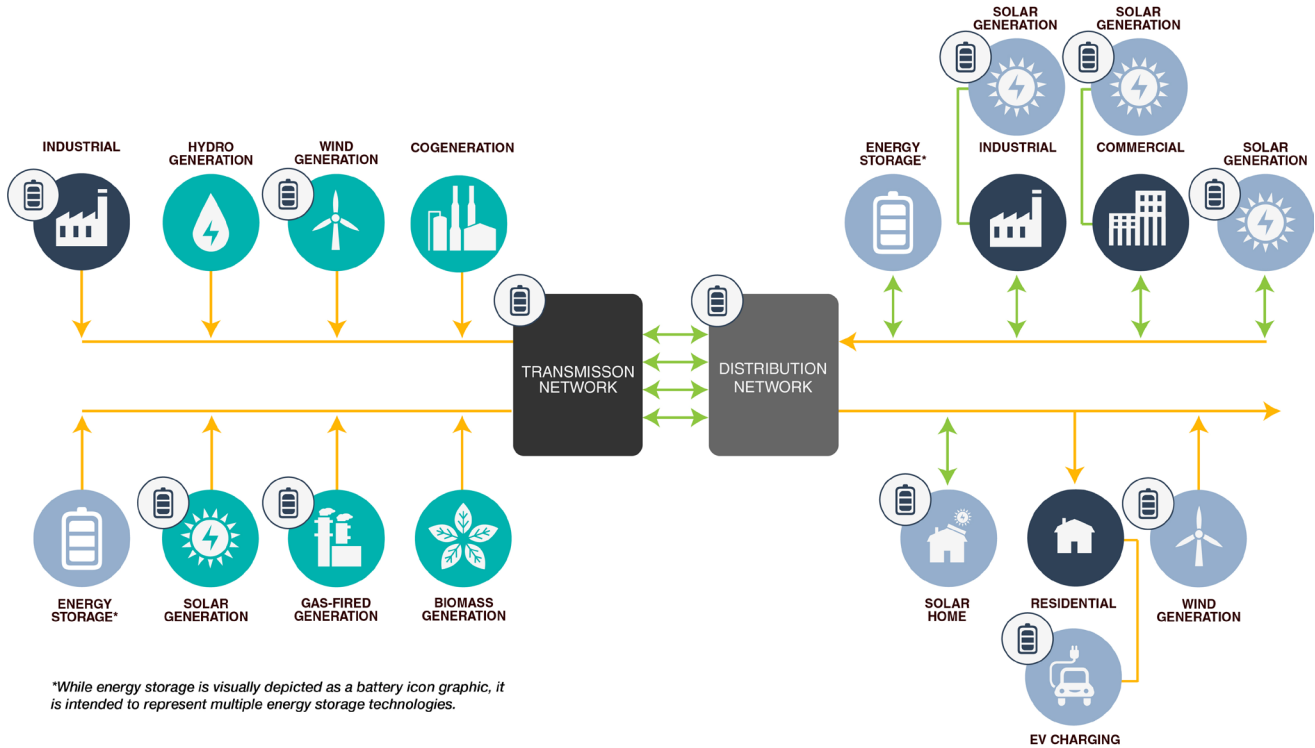 SOLAR
GENERATION
SOLAR
GENERATION
INDUSTRIAL
HYDRO
GENERATION
WIND
GENERATION
COGENERATION
ENERGY
STORAGE*
INDUSTRIAL
COMMERCIAL
SOLAR
GENERATION
TRANSMISSON
NETWORK
DISTRIBUTION
NETWORK
ENERGY
STORAGE*
SOLAR
GENERATION
GAS-FIRED
GENERATION
BIOMASS
GENERATION
SOLAR
HOME
RESIDENTIAL
WIND
GENERATION
EV CHARGING
*While energy storage is visually depicted as a battery icon graphic, it
is intended to represent multiple energy storage technologies.